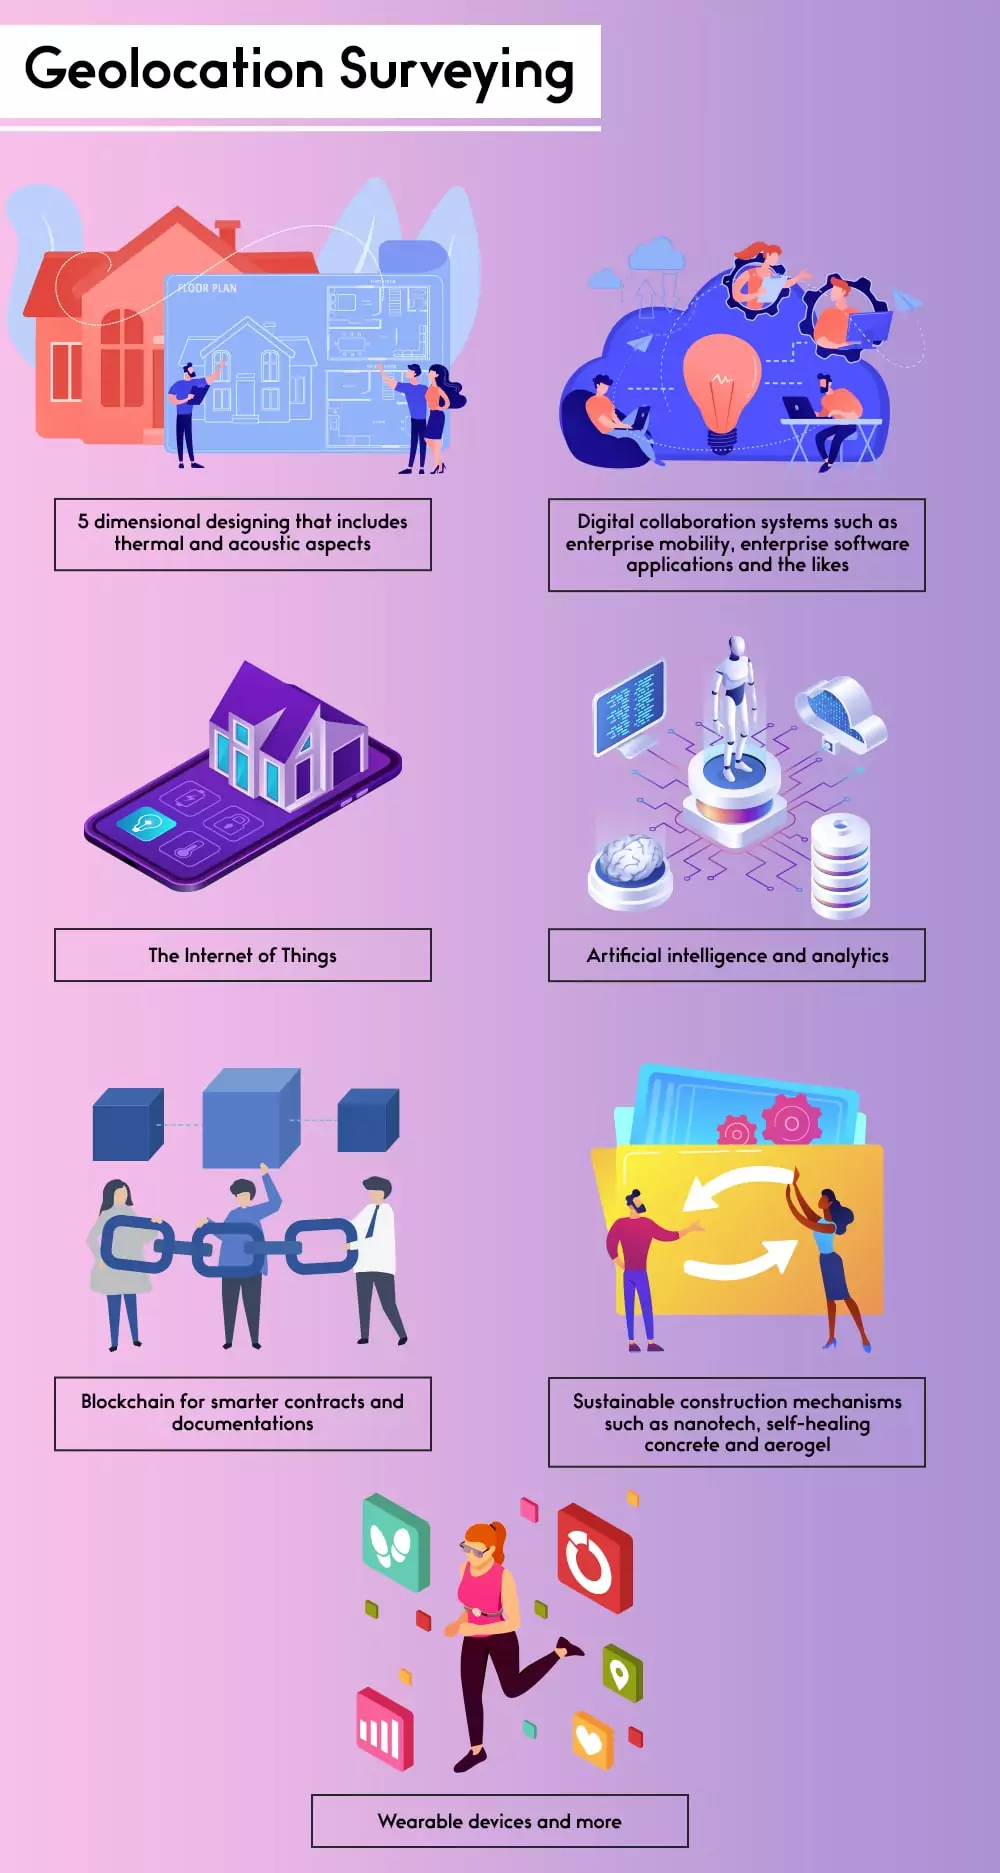 Geolocation Surveying
FLOOR PLAN
5 dimensional designing that includes
thermal and acoustic aspects
Digital collaboration systems such as
enterprise mobility, enterprise software
applications and the likes
The Internet of Things
Artificial intelligence and analytics
Blockchain for smarter contracts and
documentations
Sustainable construction mechanisms
such as nanotech, self-healing
concrete and aerogel
Wearable devices and more